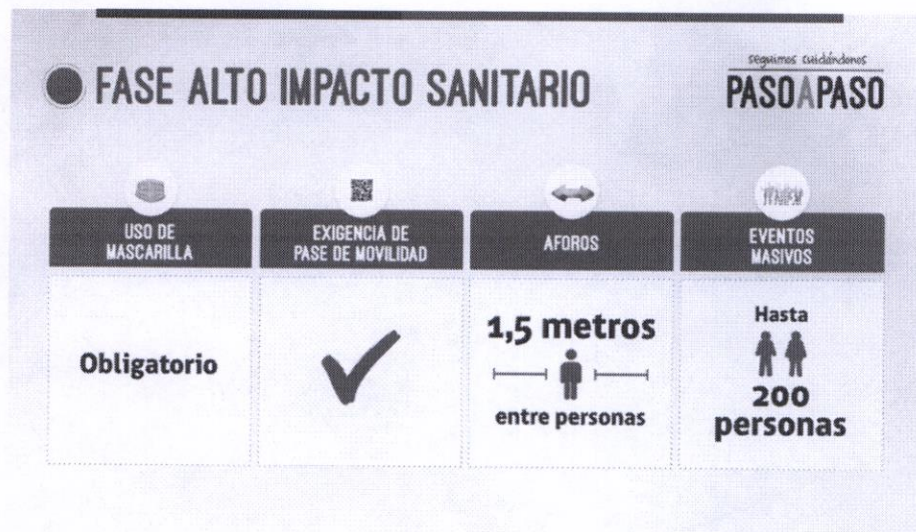 FASE ALTO IMPACTO SANITARIO
seguimos cuidándonos
PASOAPASO
USO DE
MASCARILLA
EXIGENCIA DE
PASE DE MOVILIDAD
AFOROS
EVENTOS
MASIVOS
Obligatorio
1,5 metros
entre personas
Hasta
200
personas